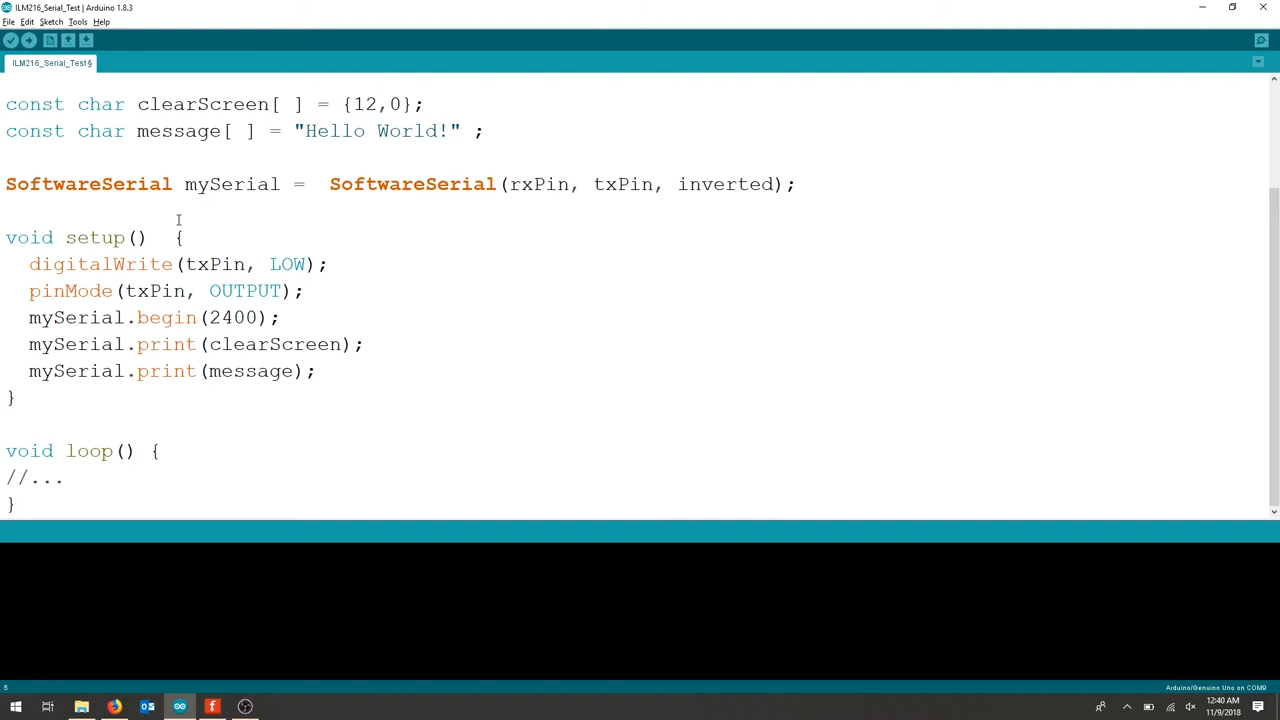 ILM216_Serial_Test | Arduino 1.8.3
File Edit Sketch Tools Help
ILM216_Serial_Test§
const char clearScreen[ ] = {12,0};
const char message[ ] = "Hello World!" ;
SoftwareSerial mySerial =  SoftwareSerial(rxPin, txPin, inverted);
void setup()  {
  digitalWrite(txPin, LOW);
  pinMode(txPin, OUTPUT);
  mySerial.begin(2400);
  mySerial.print(clearScreen);
  mySerial.print(message);
}
void loop() {
//...
}
5 Arduino/Genuino Uno on COM9
12:40 AM
11/9/2018